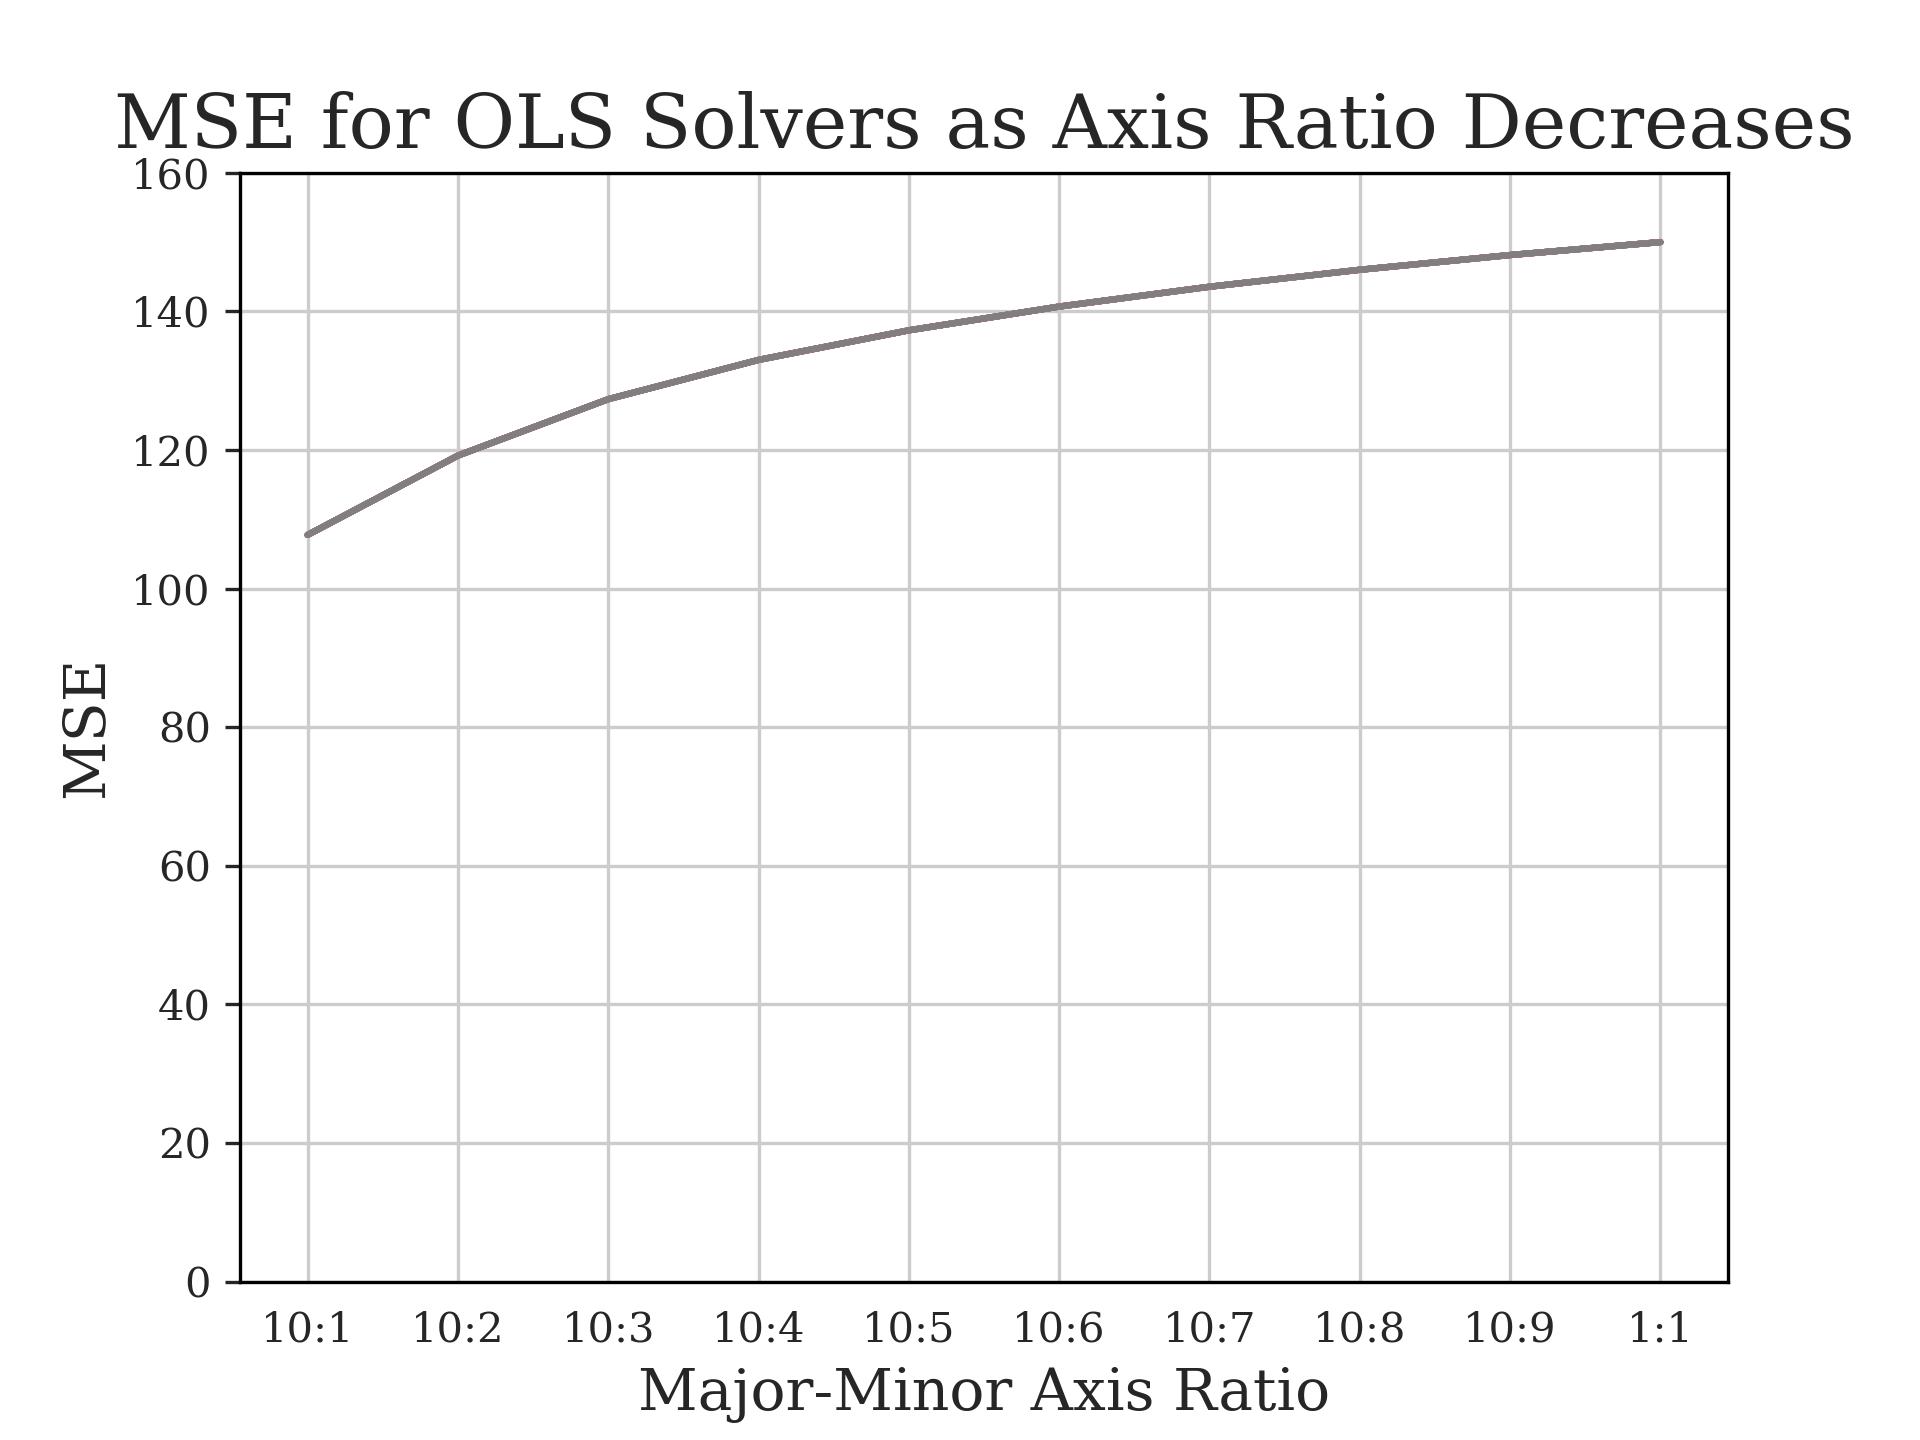 MSE for OLS Solvers as Axis Ratio Decreases
160
140
120
100
80
60
40
20
0
MSE
10:1 10:2 10:3 10:4 10:5 10:6 10:7 10:8 10:9 1:1
Major-Minor Axis Ratio